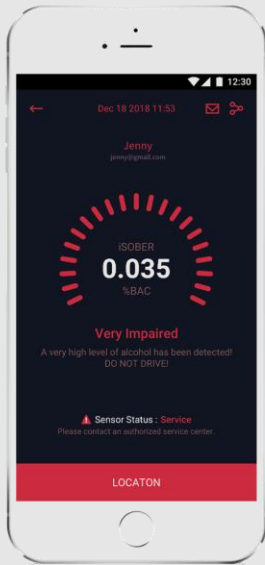 12:30
Dec 18 2018 11:53
Jenny
jenny@gmail.com
iSOBER
0.035
%BAC
Very Impaired
A very high level of alcohol has been detected!
DO NOT DRIVE!
Sensor Status : Service
Please contact an authorized service center.
LOCATON